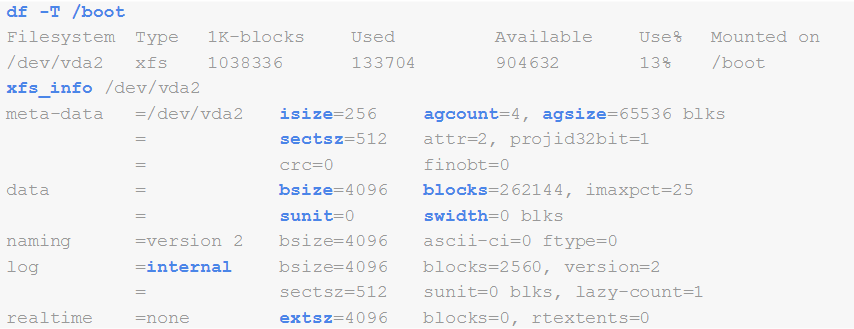 df -T /boot
Filesystem Type 1K-blocks Used Available Use% Mounted on
/dev/vda2 xfs 1038336 133704 904632 13% /boot
xfs_info /dev/vda2
meta-data =/dev/vda2 isize=256 agcount=4, agsize=65536 blks
= sectsz=512 attr=2, projid32bit=1
= crc=0 finobt=0
data = bsize=4096 blocks=262144, imaxpct=25
= sunit=0 swidth=0 blks
naming =version 2 bsize=4096 ascii-ci=0 ftype=0
log =internal bsize=4096 blocks=2560, version=2
= sectsz=512 sunit=0 blks, lazy-count=1
realtime =none extsz=4096 blocks=0, rtextents=0